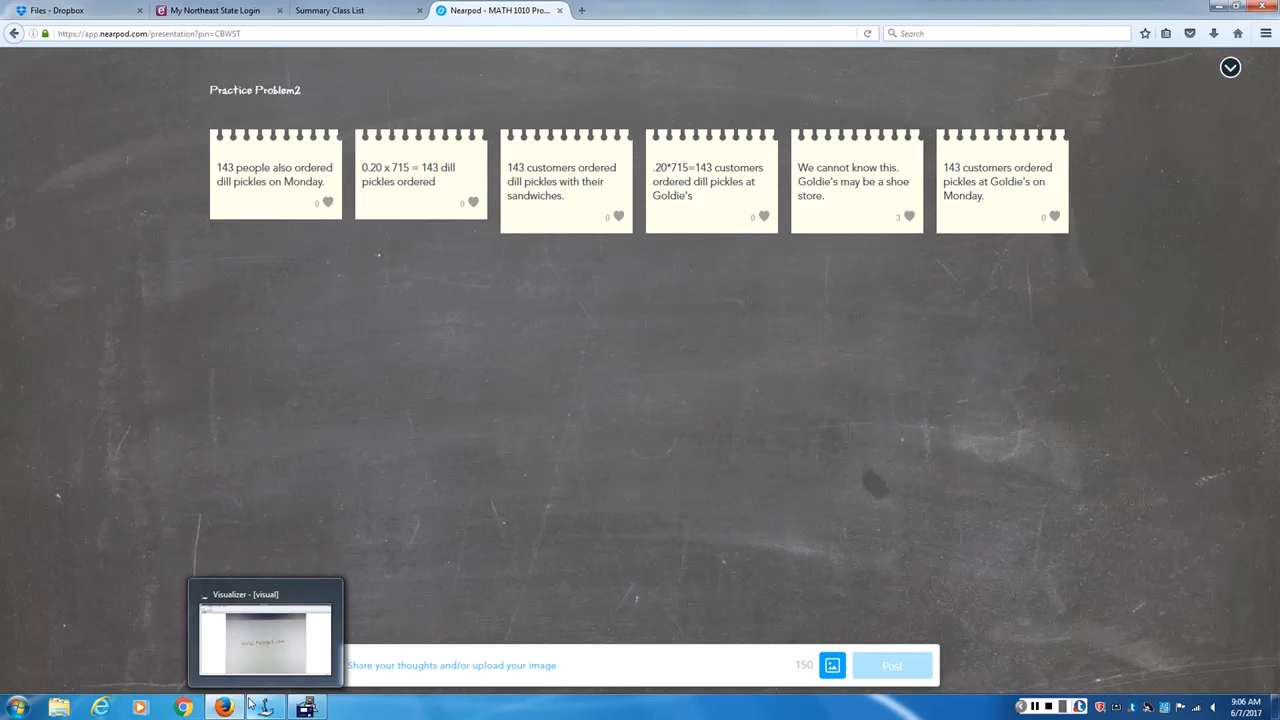 Files - Dropbox
My Northeast State Login
Summary Class List
Nearpod - MATH 1010 Pro...
https://app.nearpod.com/presentation?pin=CBWST
Search
Practice Problem2
143 people also ordered
dill pickles on Monday.
0
0.20 x 715 = 143 dill
pickles ordered
0
143 customers ordered
dill pickles with their
sandwiches.
0
.20*715=143 customers
ordered dill pickles at
Goldie's
0
We cannot know this.
Goldie's may be a shoe
store.
3
143 customers ordered
pickles at Goldie's on
Monday.
0
Visualizer - [visual]
Share your thoughts and/or upload your image
150
Post
9:06 AM
6/7/2017